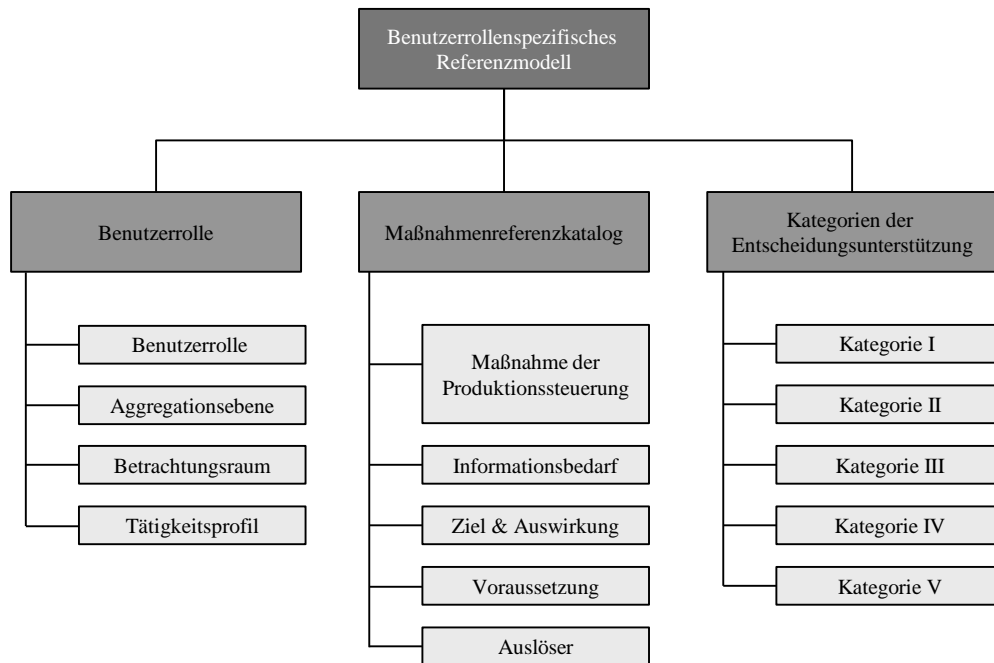 Benutzerrollenspezifisches
Referenzmodell
Benutzerrolle
Maßnahmenreferenzkatalog
Kategorien der
Entscheidungsunterstützung
Benutzerrolle
Aggregationsebene
Betrachtungsraum
Tätigkeitsprofil
Maßnahme der
Produktionssteuerung
Informationsbedarf
Ziel & Auswirkung
Voraussetzung
Auslöser
Kategorie I
Kategorie II
Kategorie III
Kategorie IV
Kategorie V